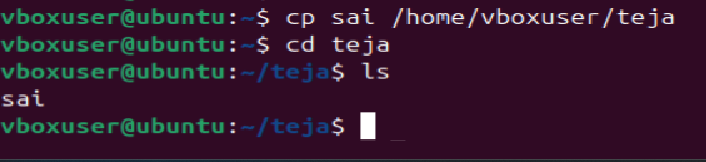 vboxuser@ubuntu:~$ cp sai /home/vboxuser/teja
vboxuser@ubuntu:~$ cd teja
vboxuser@ubuntu:~/teja$ ls
sai
vboxuser@ubuntu:~/teja$